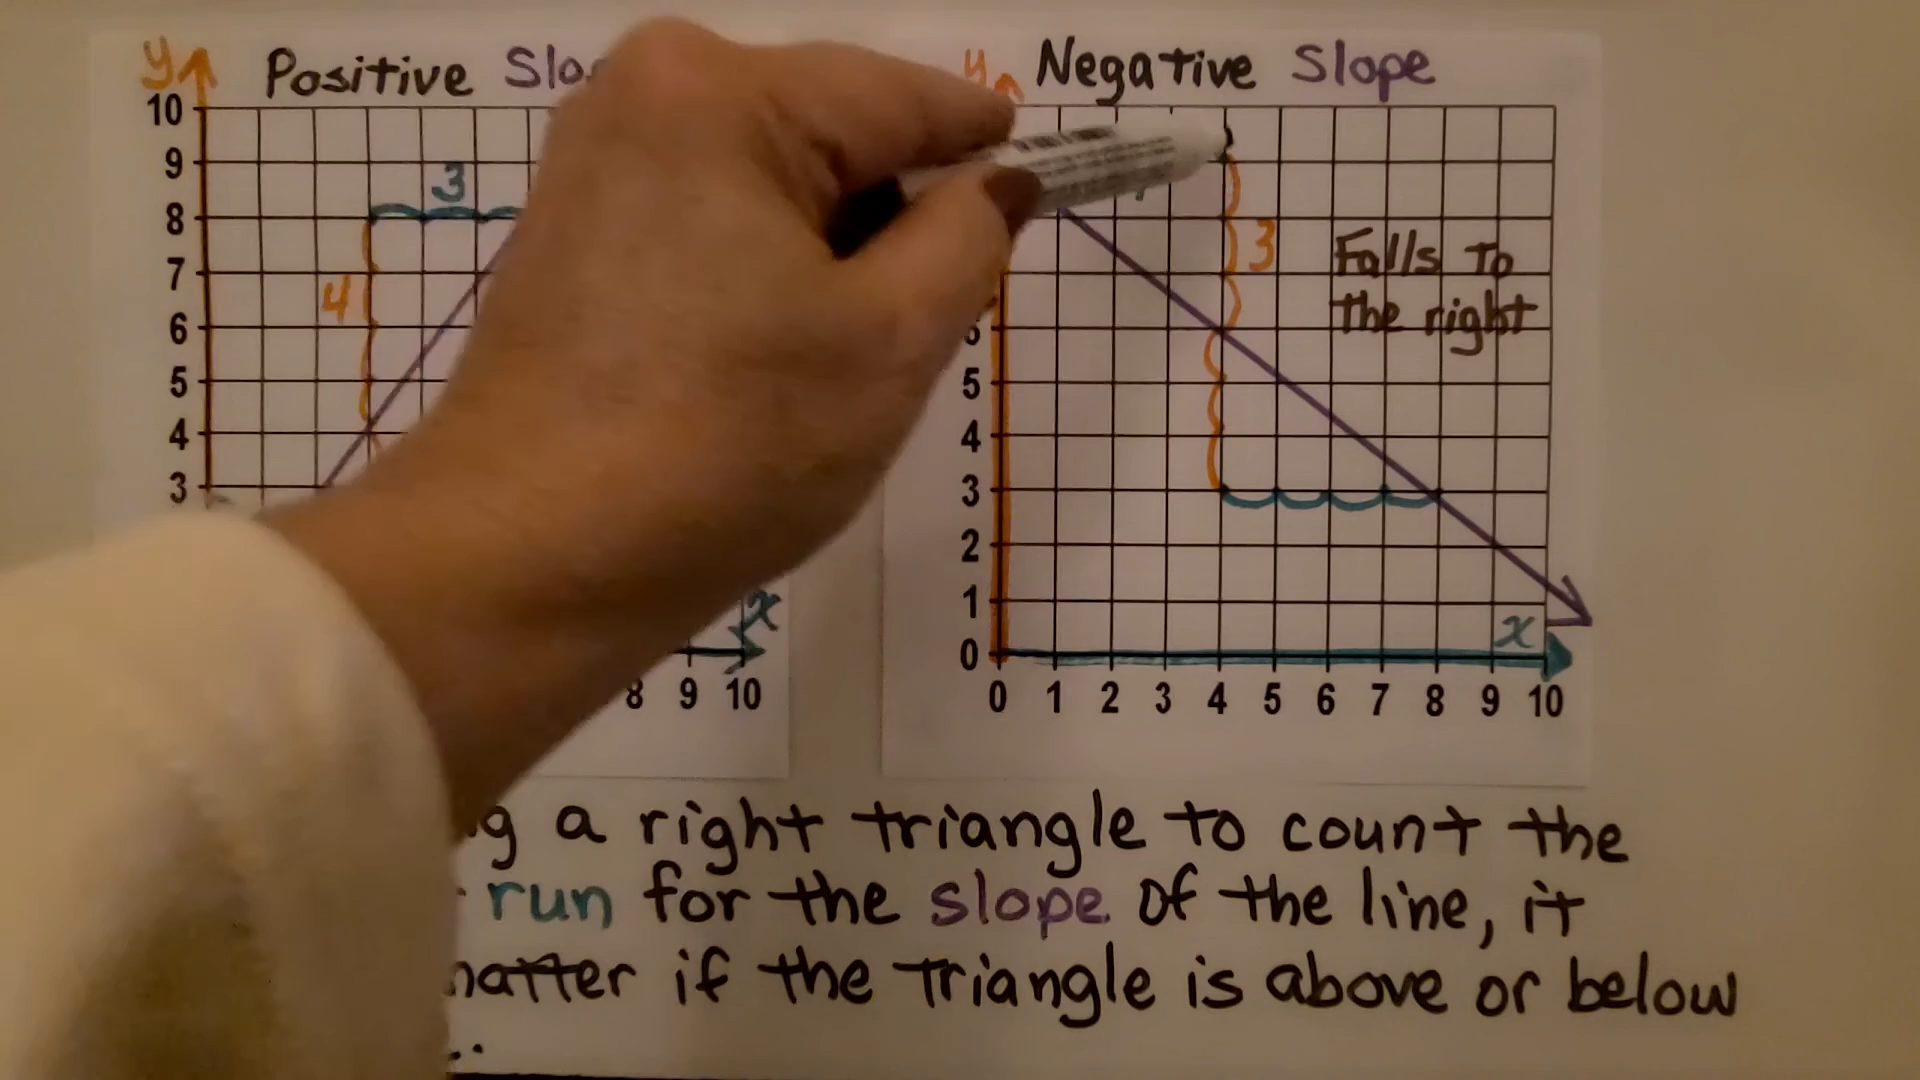 y Positive
10
9
8
7
6
5
4
3
3
4
x
8 9 10
y Negative Slope
3
Falls to
the right
5
4
3
2
1
0
x
0 1 2 3 4 5 6 7 8 9 10
a right triangle to count the
run for the slope of the line, it
if the triangle is above or below